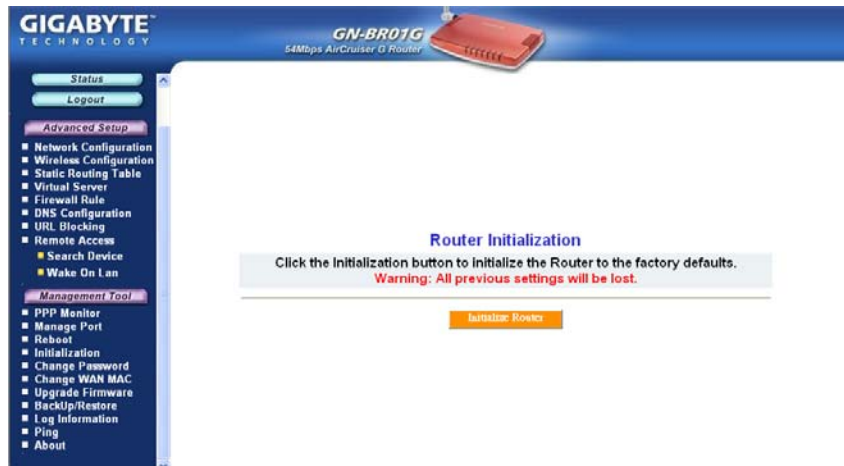 GIGABYTE™
TECHNOLOGY
GN-BR01G
54Mbps AirCruiser G Router
Status
Logout
Advanced Setup
Network Configuration
Wireless Configuration
Static Routing Table
Virtual Server
Firewall Rule
DNS Configuration
URL Blocking
Remote Access
Search Device
Wake On Lan
Management Tool
PPP Monitor
Manage Port
Reboot
Initialization
Change Password
Change WAN MAC
Upgrade Firmware
BackUp/Restore
Log Information
Ping
About
Router Initialization
Click the Initialization button to initialize the Router to the factory defaults.
Warning: All previous settings will be lost.
Initialize Router